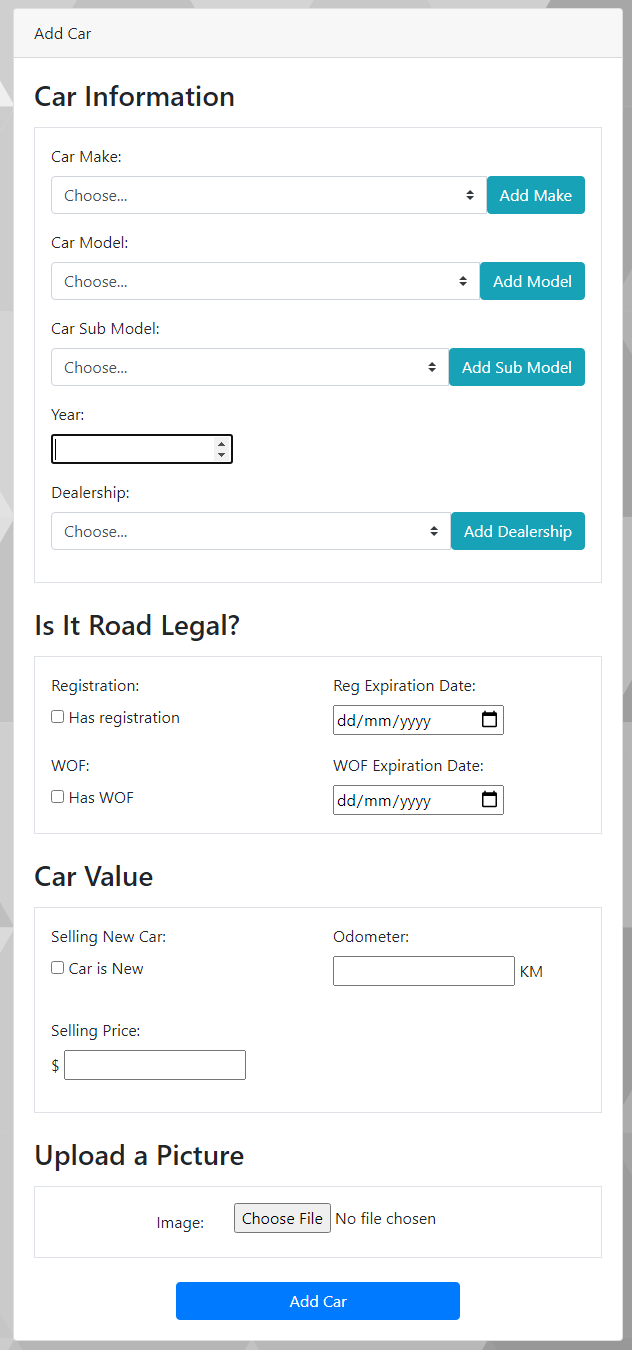 Add Car
Car Information
Car Make:
Choose... Add Make
Car Model:
Choose... Add Model
Car Sub Model:
Choose... Add Sub Model
Year:
Dealership:
Choose... Add Dealership
Is It Road Legal?
Registration: Reg Expiration Date:
Has registration dd/mm/yyyy
WOF: WOF Expiration Date:
Has WOF dd/mm/yyyy
Car Value
Selling New Car: Odometer:
Car is New KM
Selling Price:
$
Upload a Picture
Image: Choose File No file chosen
Add Car